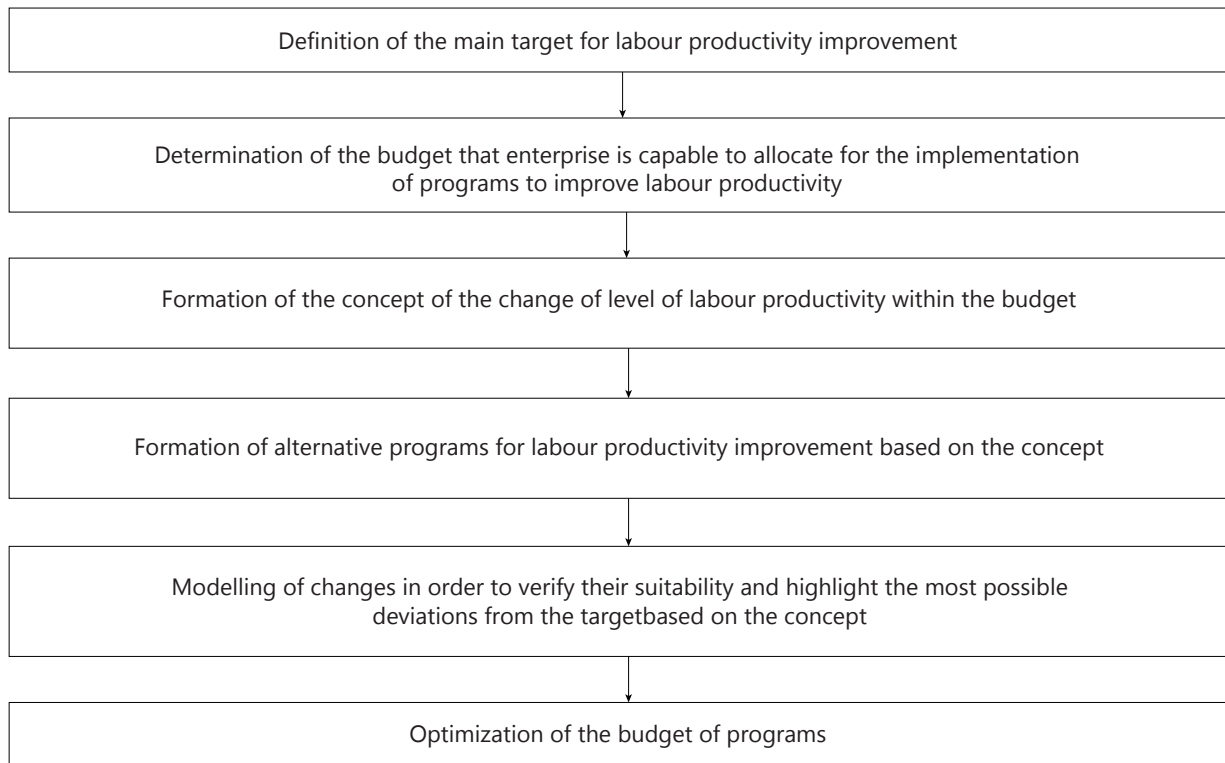 Definition of the main target for labour productivity improvement
Determination of the budget that enterprise is capable to allocate for the implementation
of programs to improve labour productivity
Formation of the concept of the change of level of labour productivity within the budget
Formation of alternative programs for labour productivity improvement based on the concept
Modelling of changes in order to verify their suitability and highlight the most possible
deviations from the targetbased on the concept
Optimization of the budget of programs